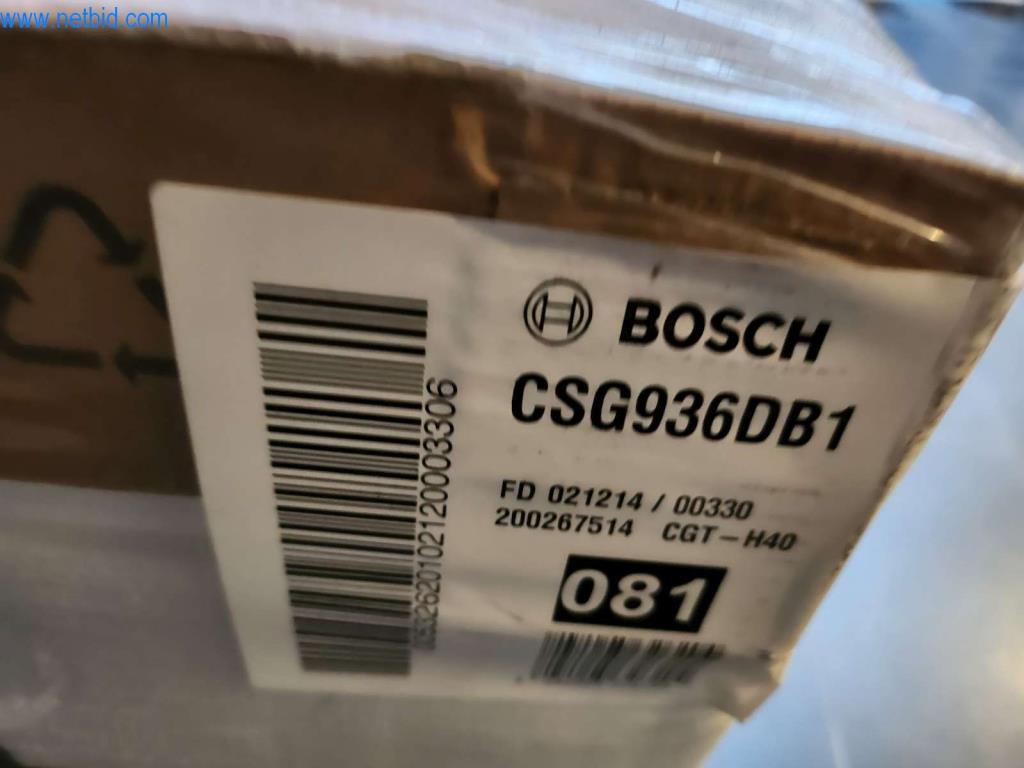 www.netbid.com
BOSCH
CSG936DB1
FD 021214 / 00330
200267514 CGT-H40
081